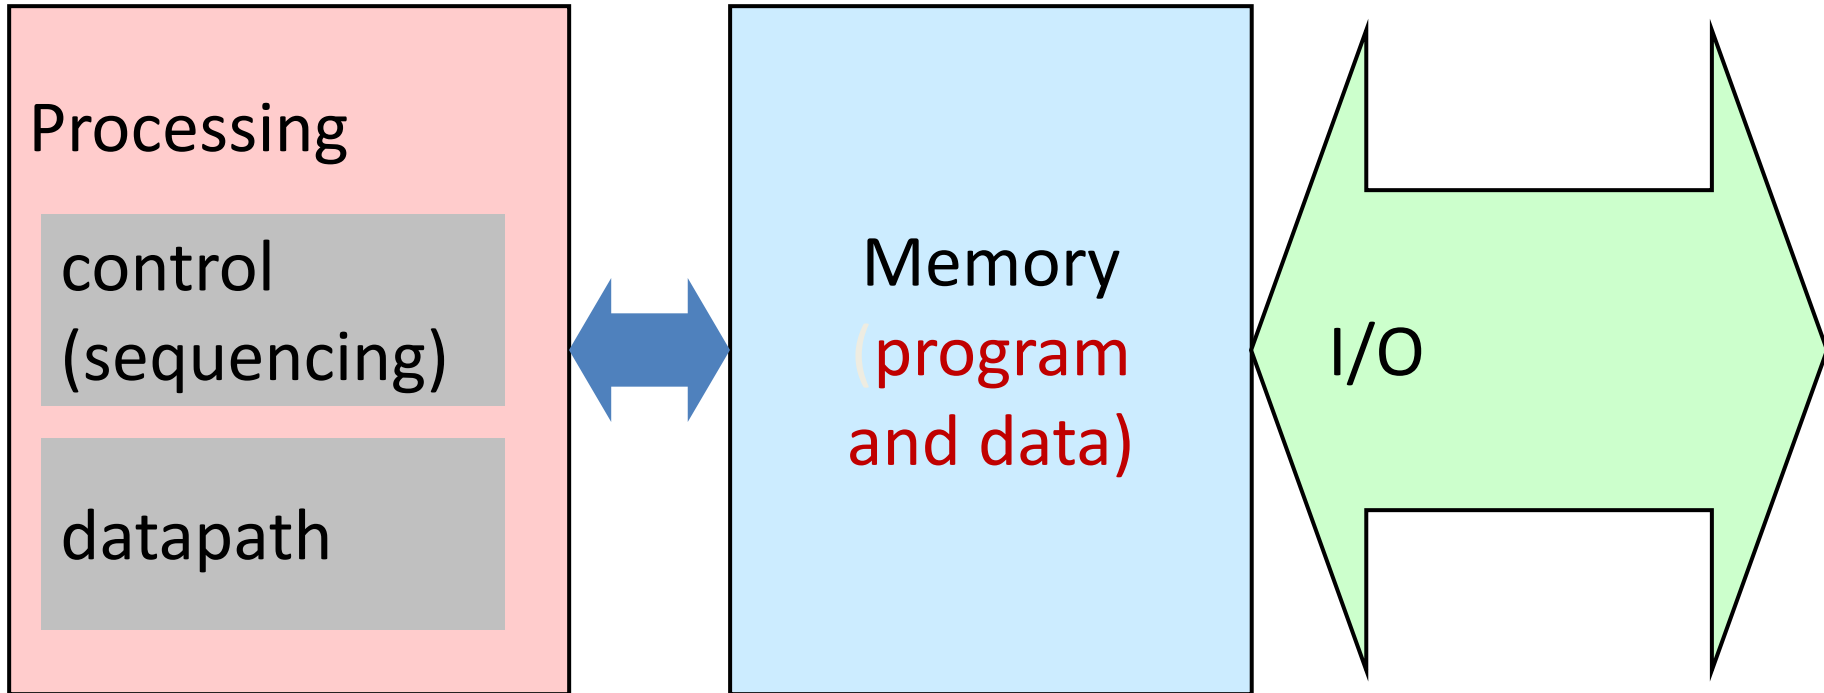 Processing
control
(sequencing)
datapath
Memory
(program
and data)
I/O